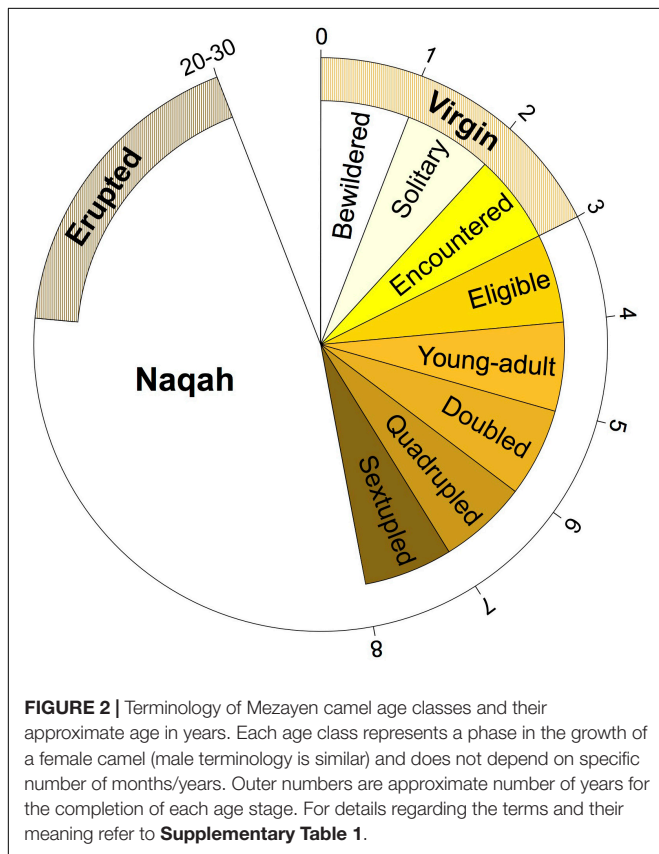 0
1
2
3
4
5
6
7
8
20-30
Virgin
Bewildered
Solitary
Encountered
Eligible
Young-adult
Doubled
Quadrupled
Sextupled
Naqah
Erupted
FIGURE 2 | Terminology of Mezayen camel age classes and their
approximate age in years. Each age class represents a phase in the growth of
a female camel (male terminology is similar) and does not depend on specific
number of months/years. Outer numbers are approximate number of years for
the completion of each age stage. For details regarding the terms and their
meaning refer to Supplementary Table 1.